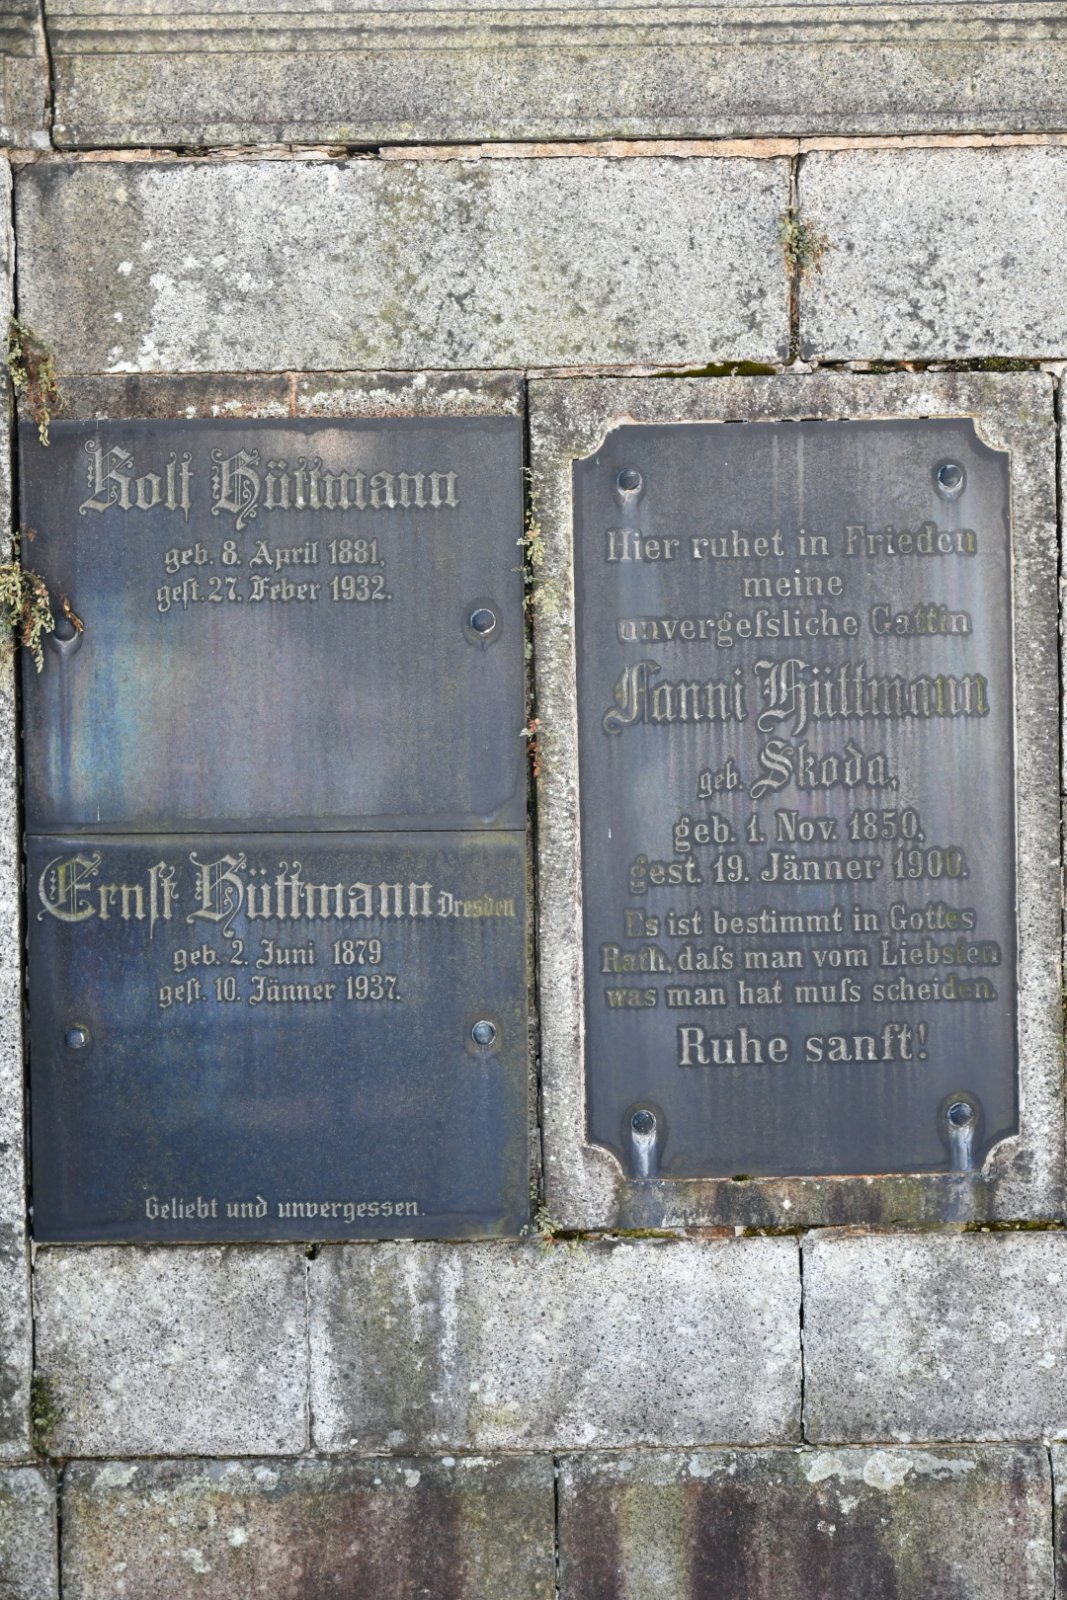 Rolf Hüttmann
geb. 8. April 1881,
gest. 27. Feber 1932.
Ernst Hüttmann Dresden
geb. 2. Juni 1879
gest. 10. Jänner 1937.
Geliebt und unvergessen.
Hier ruhet in Frieden
meine
unvergeſsliche Gattin
Fanni Hüttmann
geb. Skoda,
geb. 1. Nov. 1850,
gest. 19. Jänner 1900.
Es ist bestimmt in Gottes
Rath, daſs man vom Liebsten
was man hat muſs scheiden.
Ruhe sanft!